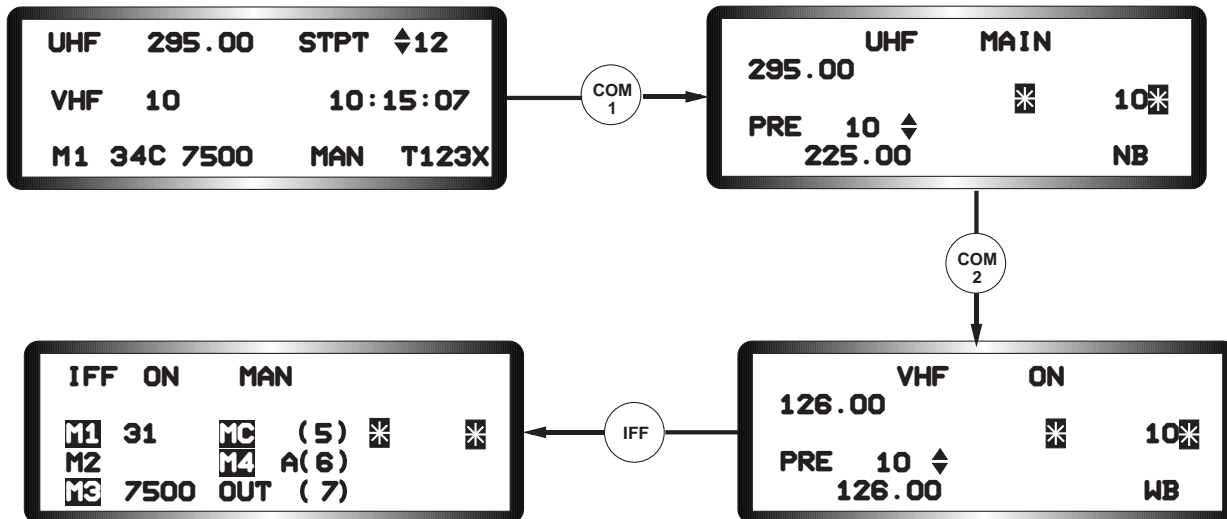 UHF 295.00 STPT 12
VHF 10 10:15:07
M1 34C 7500 MAN T123X
COM 1
UHF MAIN
295.00
* 10*
PRE 10
225.00 NB
COM 2
VHF ON
126.00
* 10*
PRE 10
126.00 WB
IFF
IFF ON MAN
M1 31 MC (5) * *
M2 M4 A(6)
M3 7500 OUT (7)